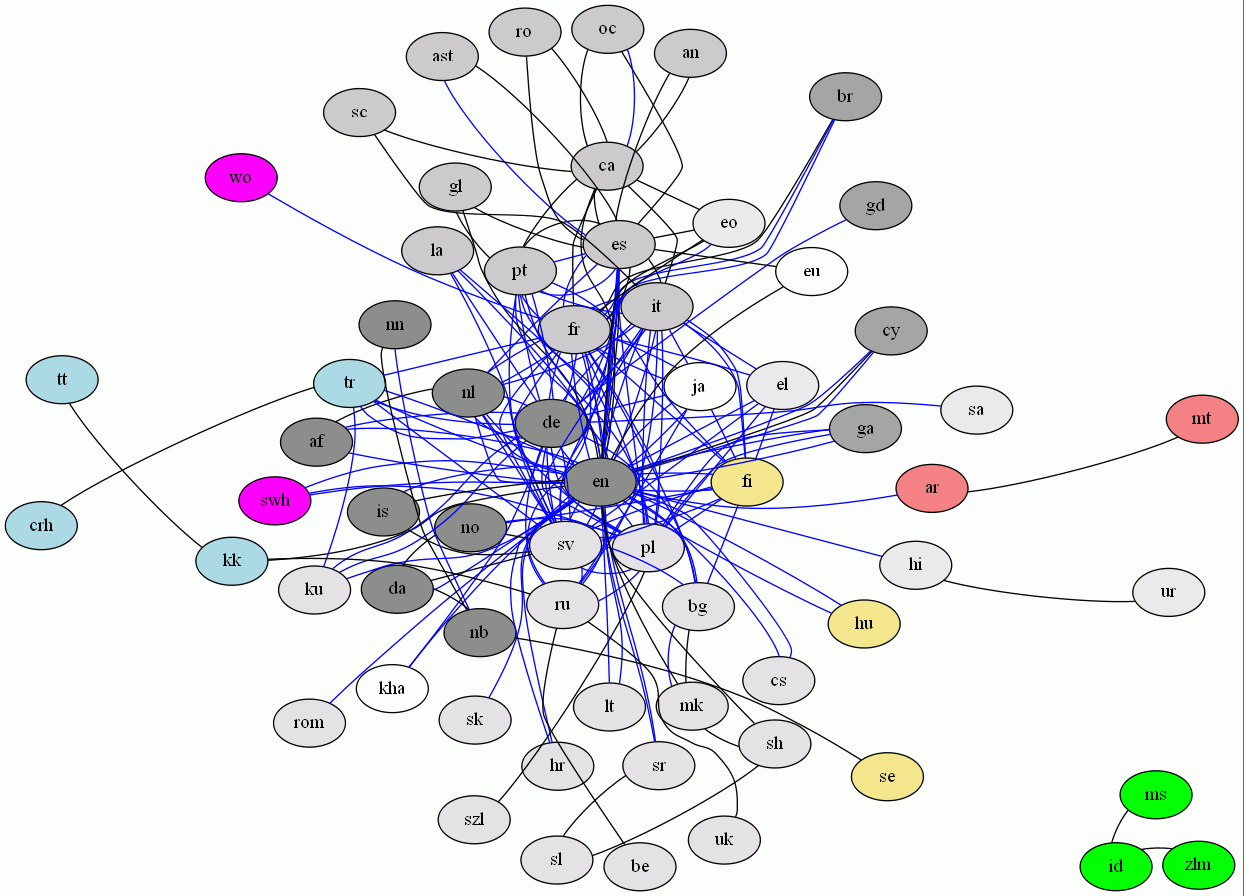 ro
oc
ast
an
br
sc
ca
wo
gl
gd
eo
es
la
pt
eu
it
nn
fr
cy
tt
tr
nl
ja
el
sa
mt
de
af
ga
en
fi
ar
swh
is
crh
no
sv
pl
kk
hi
ku
da
ru
bg
ur
hu
nb
kha
cs
rom
sk
lt
mk
sh
hr
sr
se
ms
szl
uk
sl
be
id
zlm